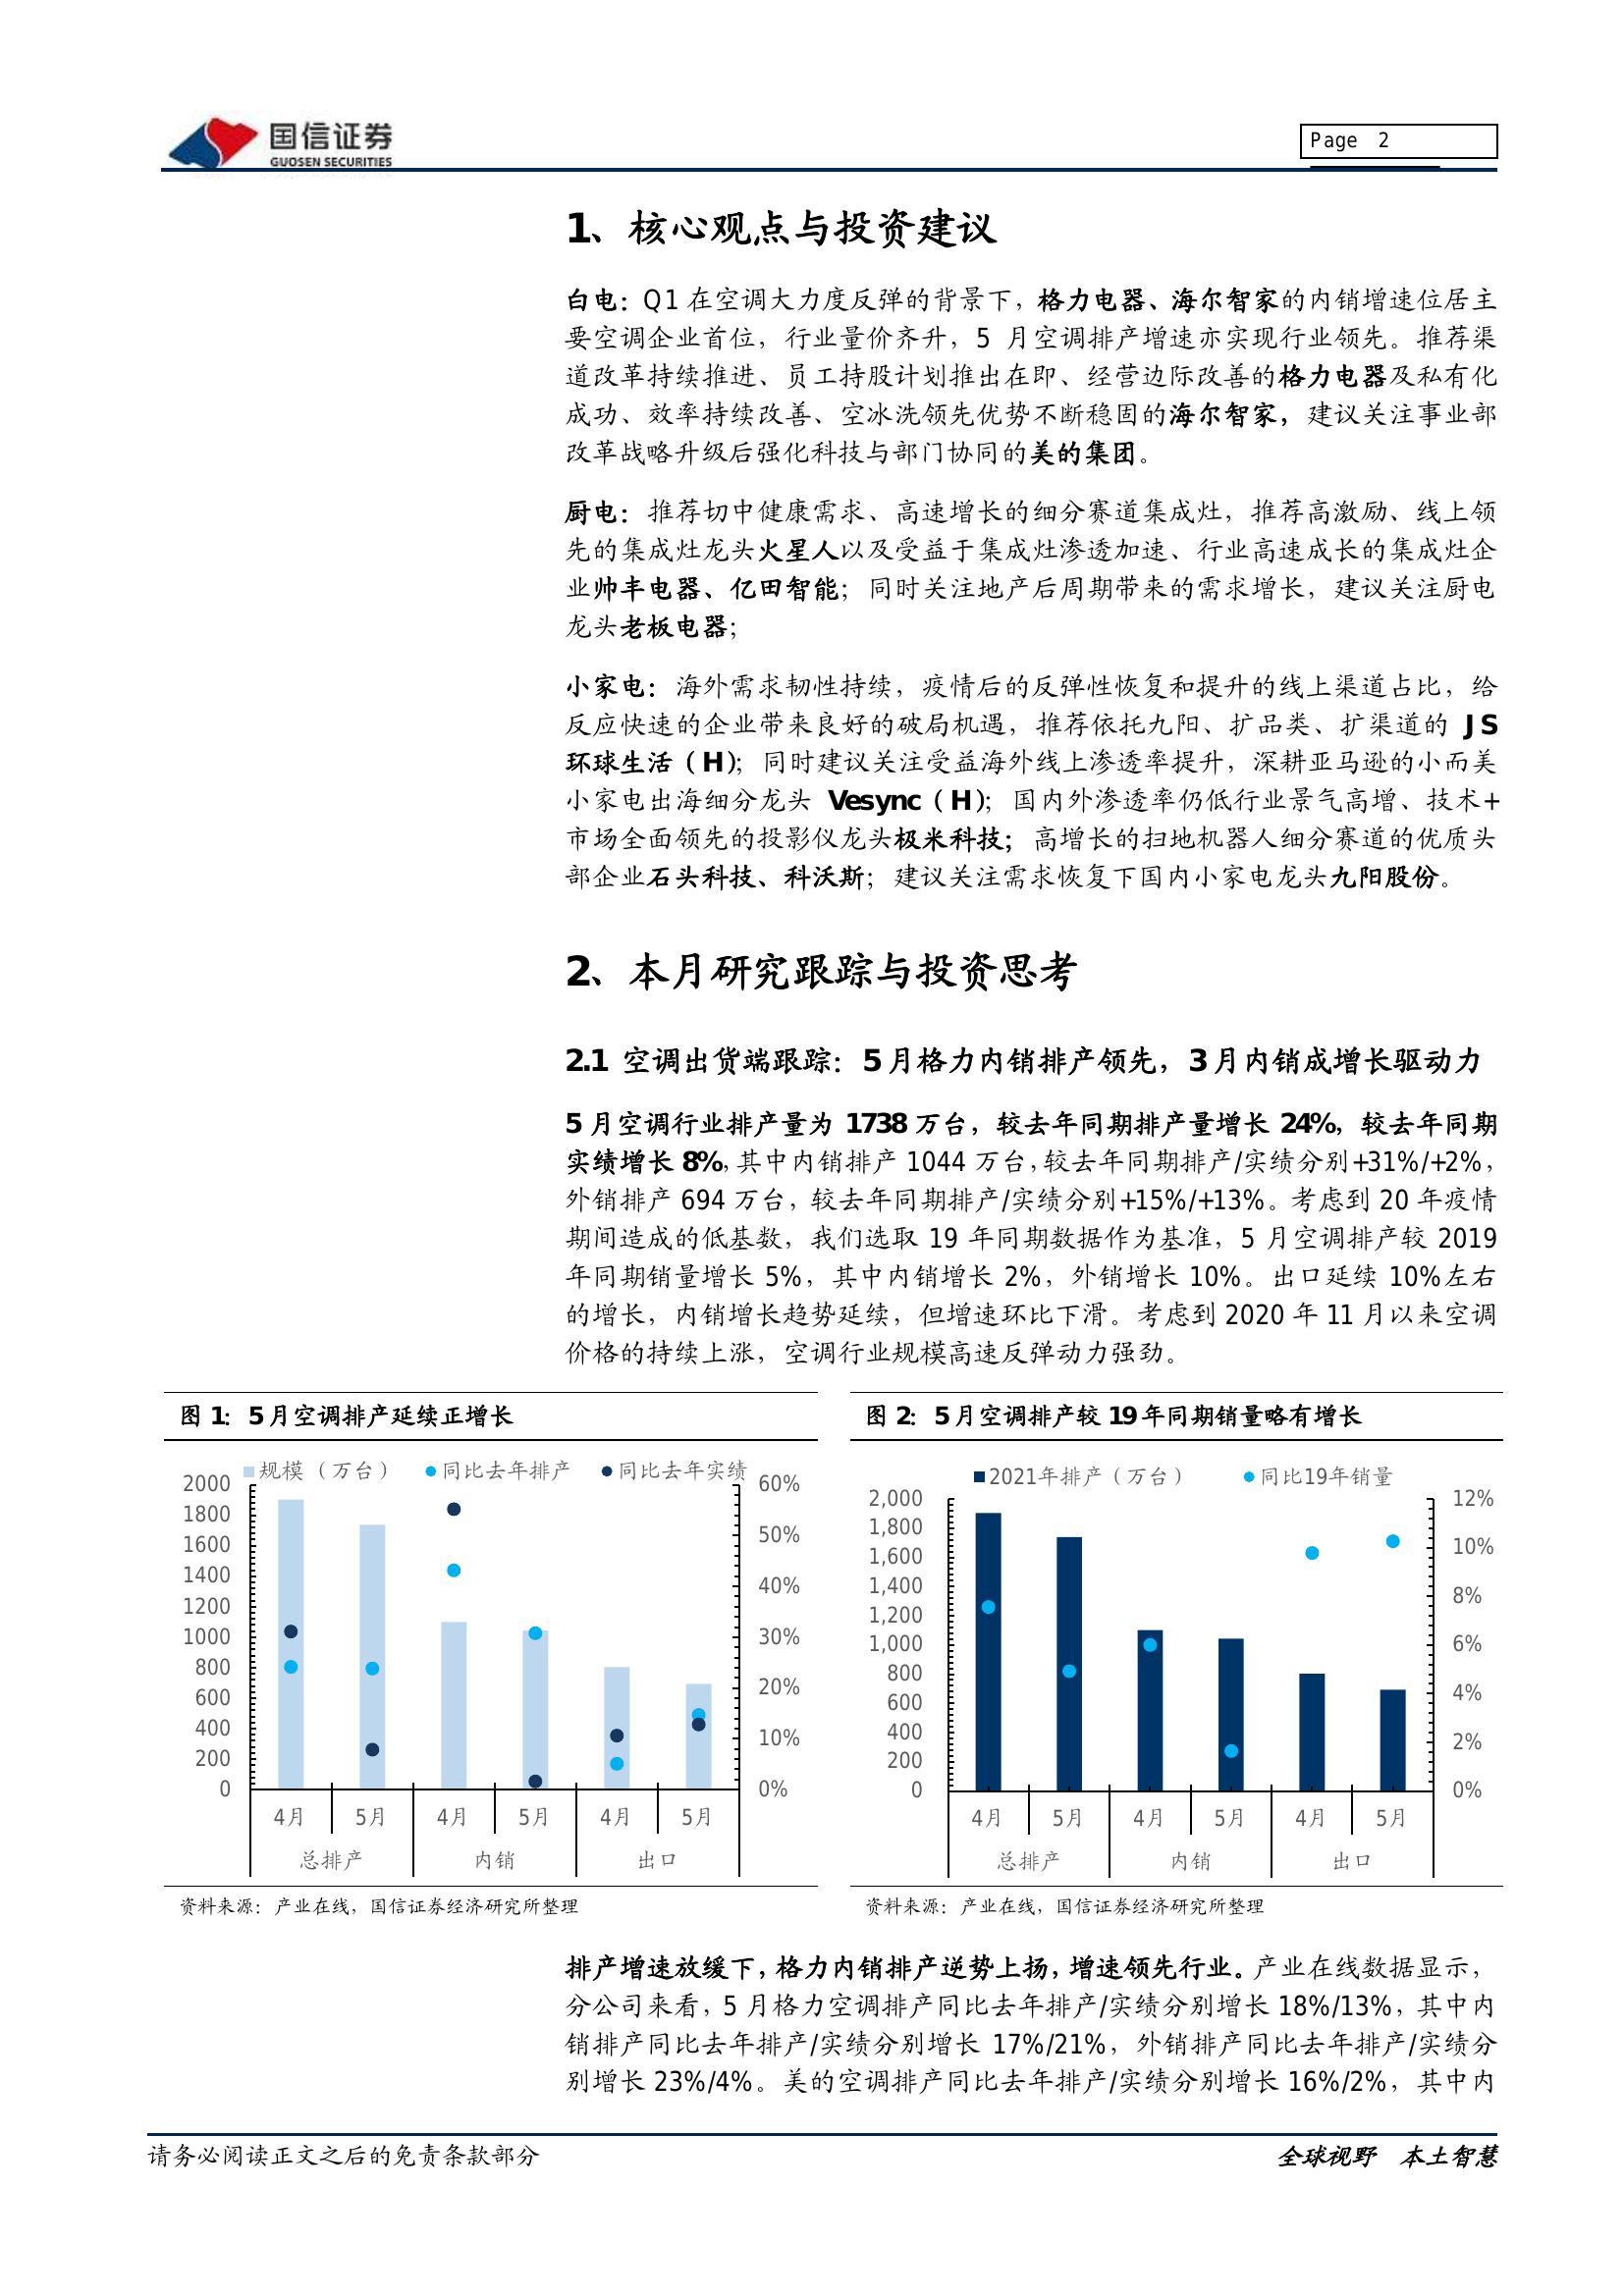 国信证券
GUOSEN SECURITIES
Page 2
1、核心观点与投资建议
白电：Q1 在空调大力度反弹的背景下，格力电器、海尔智家的内销增速位居主
要空调企业首位，行业量价齐升，5 月空调排产增速亦实现行业领先。推荐渠
道改革持续推进、员工持股计划推出在即、经营边际改善的格力电器及私有化
成功、效率持续改善、空冰洗领先优势不断稳固的海尔智家，建议关注事业部
改革战略升级后强化科技与部门协同的美的集团。
厨电：推荐切中健康需求、高速增长的细分赛道集成灶，推荐高激励、线上领
先的集成灶龙头火星人以及受益于集成灶渗透加速、行业高速成长的集成灶企
业帅丰电器、亿田智能；同时关注地产后周期带来的需求增长，建议关注厨电
龙头老板电器；
小家电：海外需求韧性持续，疫情后的反弹性恢复和提升的线上渠道占比，给
反应快速的企业带来良好的破局机遇，推荐依托九阳、扩品类、扩渠道的 JS
环球生活（H）；同时建议关注受益海外线上渗透率提升，深耕亚马逊的小而美
小家电出海细分龙头 Vesync（H）；国内外渗透率仍低行业景气高增、技术+
市场全面领先的投影仪龙头极米科技；高增长的扫地机器人细分赛道的优质头
部企业石头科技、科沃斯；建议关注需求恢复下国内小家电龙头九阳股份。
2、本月研究跟踪与投资思考
2.1 空调出货端跟踪：5 月格力内销排产领先，3 月内销成增长驱动力
5 月空调行业排产量为 1738 万台，较去年同期排产量增长 24%，较去年同期
实绩增长 8%，其中内销排产 1044 万台，较去年同期排产/实绩分别+31%/+2%，
外销排产 694 万台，较去年同期排产/实绩分别+15%/+13%。考虑到 20 年疫情
期间造成的低基数，我们选取 19 年同期数据作为基准，5 月空调排产较 2019
年同期销量增长 5%，其中内销增长 2%，外销增长 10%。出口延续 10%左右
的增长，内销增长趋势延续，但增速环比下滑。考虑到 2020 年 11 月以来空调
价格的持续上涨，空调行业规模高速反弹动力强劲。
图 1：5 月空调排产延续正增长
规模（万台） 同比去年排产 同比去年实绩
2000
1800
1600
1400
1200
1000
800
600
400
200
0
60%
50%
40%
30%
20%
10%
0%
4月 5月 4月 5月 4月 5月
总排产 内销 出口
资料来源：产业在线，国信证券经济研究所整理
图 2：5 月空调排产较 19 年同期销量略有增长
2021年排产（万台） 同比19年销量
2,000
1,800
1,600
1,400
1,200
1,000
800
600
400
200
0
12%
10%
8%
6%
4%
2%
0%
4月 5月 4月 5月 4月 5月
总排产 内销 出口
资料来源：产业在线，国信证券经济研究所整理
排产增速放缓下，格力内销排产逆势上扬，增速领先行业。产业在线数据显示，
分公司来看，5 月格力空调排产同比去年排产/实绩分别增长 18%/13%，其中内
销排产同比去年排产/实绩分别增长 17%/21%，外销排产同比去年排产/实绩分
别增长 23%/4%。美的空调排产同比去年排产/实绩分别增长 16%/2%，其中内
请务必阅读正文之后的免责条款部分
全球视野 本土智慧